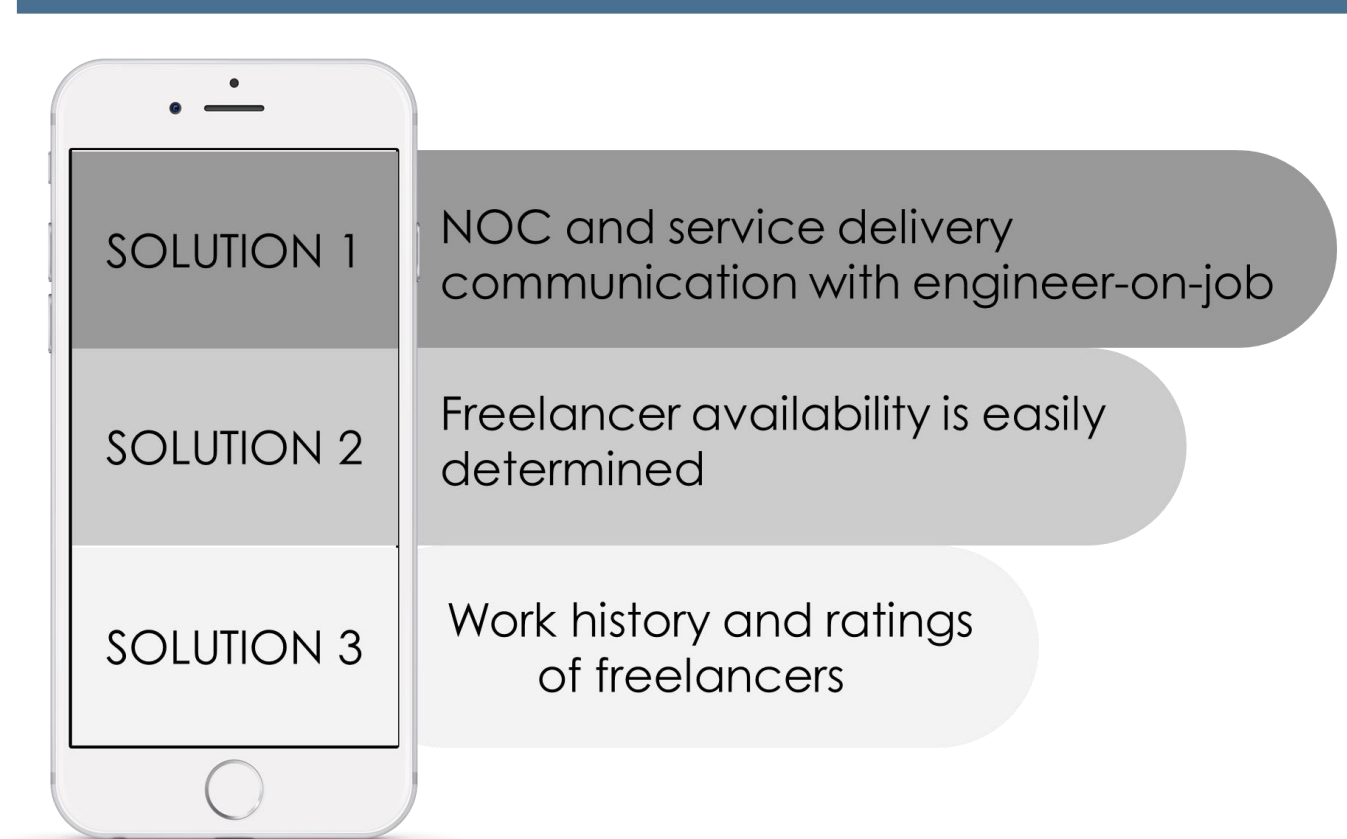 SOLUTION 1
NOC and service delivery
communication with engineer-on-job
SOLUTION 2
Freelancer availability is easily
determined
SOLUTION 3
Work history and ratings
of freelancers